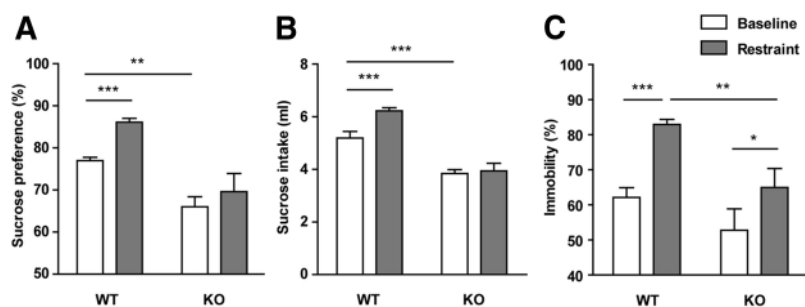 A
B
C
Baseline
Restraint
Sucrose preference (%)
100
90
80
70
60
50
**
***
WT
KO
Sucrose intake (ml)
8
6
4
2
0
***
***
WT
KO
Immobility (%)
100
90
80
70
60
50
40
***
**
*
WT
KO